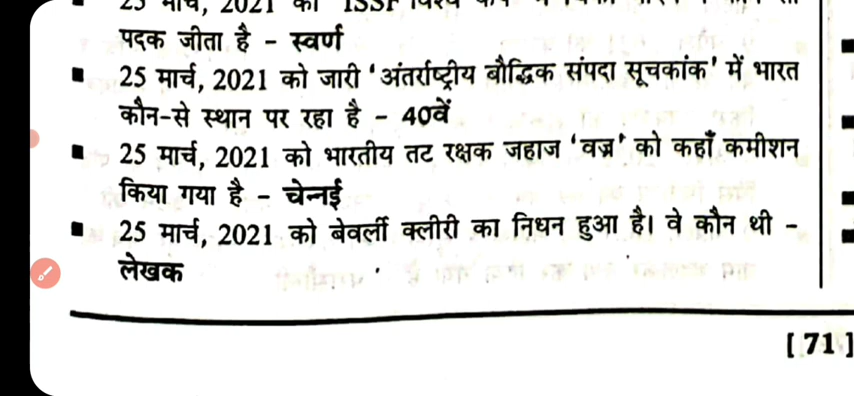 पदक जीता है - स्वर्ण
25 मार्च, 2021 को जारी 'अंतर्राष्ट्रीय बौद्धिक संपदा सूचकांक' में भारत
कौन-से स्थान पर रहा है - 40वें
25 मार्च, 2021 को भारतीय तट रक्षक जहाज 'वज्र' को कहाँ कमीशन
किया गया है - चेन्नई
25 मार्च, 2021 को बेवर्ली क्लीरी का निधन हुआ है। वे कौन थी -
लेखक
[ 71 ]